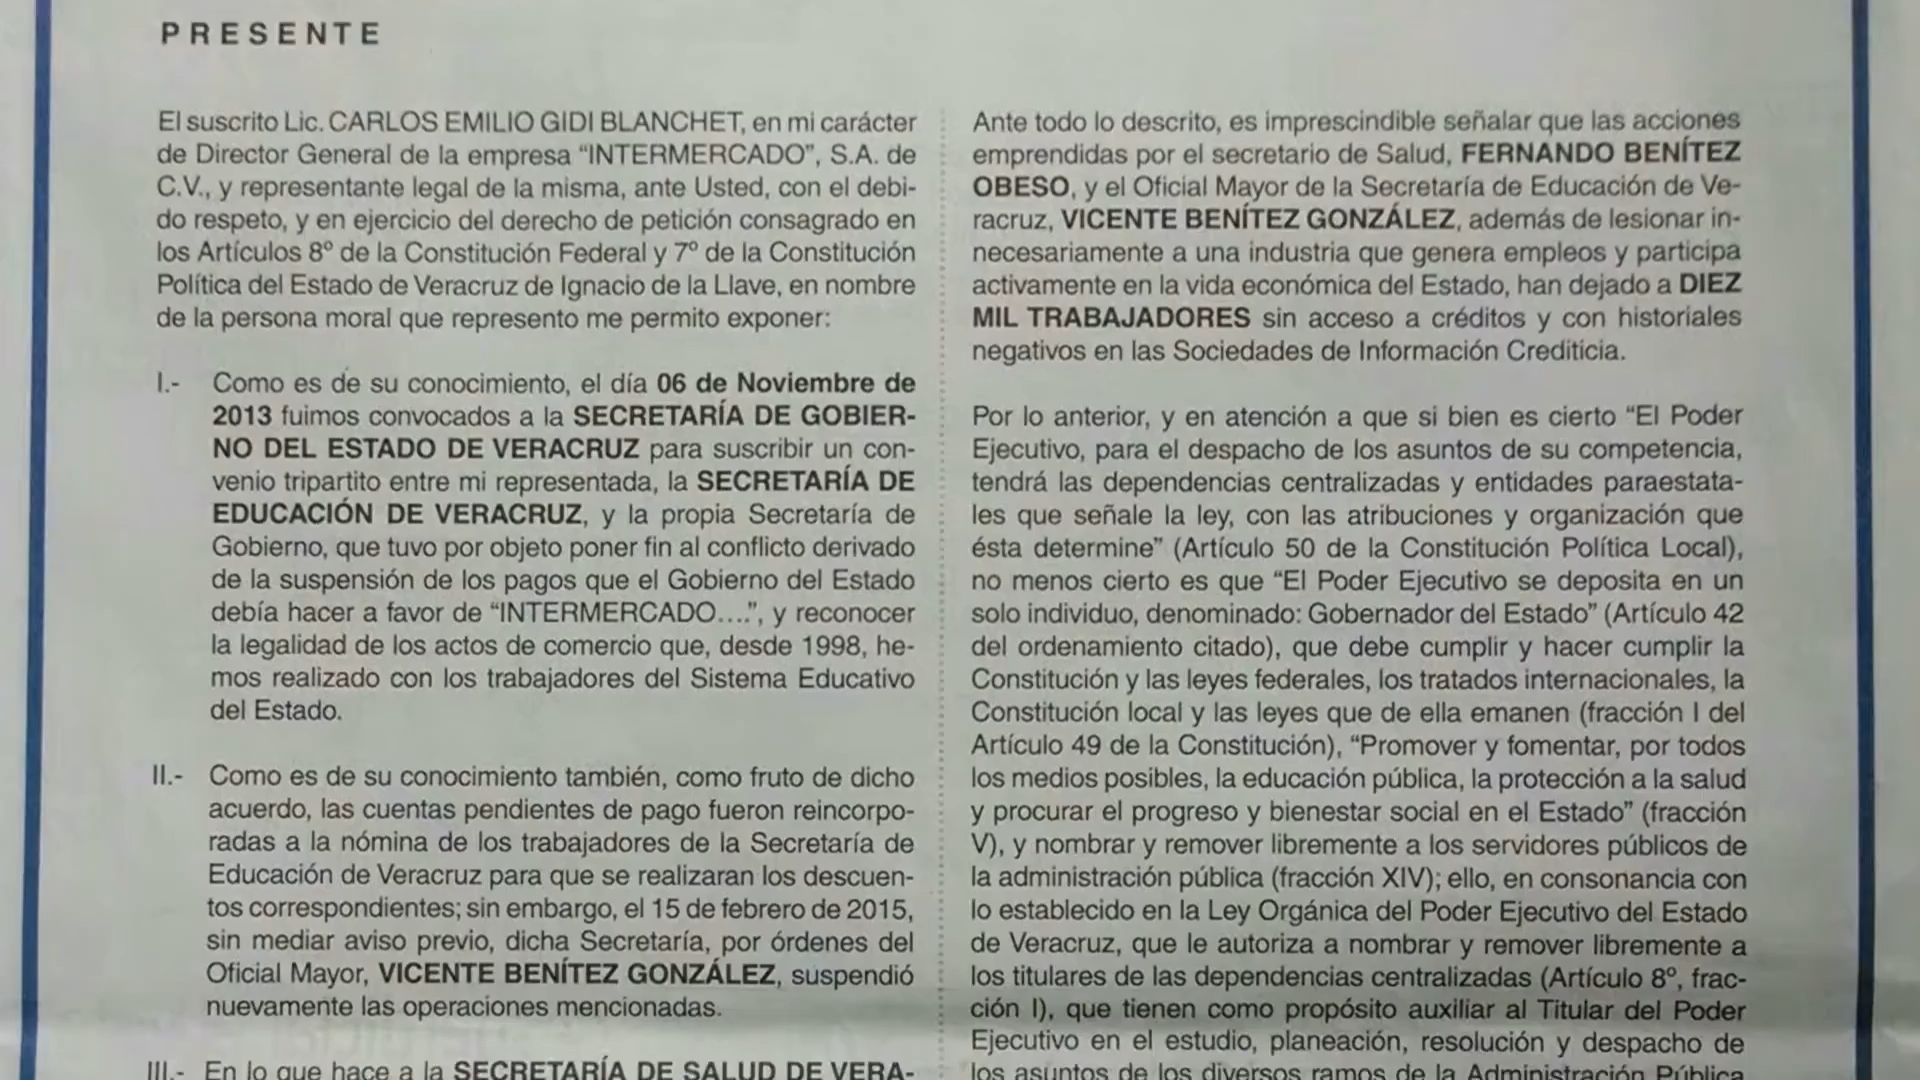 PRESENTE
El suscrito Lic. CARLOS EMILIO GIDI BLANCHET, en mi carácter
de Director General de la empresa “INTERMERCADO”, S.A. de
C.V., y representante legal de la misma, ante Usted, con el debi-
do respeto, y en ejercicio del derecho de petición consagrado en
los Artículos 8º de la Constitución Federal y 7º de la Constitución
Política del Estado de Veracruz de Ignacio de la Llave, en nombre
de la persona moral que represento me permito exponer:
I.- Como es de su conocimiento, el día 06 de Noviembre de
2013 fuimos convocados a la SECRETARÍA DE GOBIER-
NO DEL ESTADO DE VERACRUZ para suscribir un con-
venio tripartito entre mi representada, la SECRETARÍA DE
EDUCACIÓN DE VERACRUZ, y la propia Secretaría de
Gobierno, que tuvo por objeto poner fin al conflicto derivado
de la suspensión de los pagos que el Gobierno del Estado
debía hacer a favor de “INTERMERCADO....”, y reconocer
la legalidad de los actos de comercio que, desde 1998, he-
mos realizado con los trabajadores del Sistema Educativo
del Estado.
II.- Como es de su conocimiento también, como fruto de dicho
acuerdo, las cuentas pendientes de pago fueron reincorpo-
radas a la nómina de los trabajadores de la Secretaría de
Educación de Veracruz para que se realizaran los descuen-
tos correspondientes; sin embargo, el 15 de febrero de 2015,
sin mediar aviso previo, dicha Secretaría, por órdenes del
Oficial Mayor, VICENTE BENÍTEZ GONZÁLEZ, suspendió
nuevamente las operaciones mencionadas.
III.- En lo que hace a la SECRETARÍA DE SALUD DE VERA-
Ante todo lo descrito, es imprescindible señalar que las acciones
emprendidas por el secretario de Salud, FERNANDO BENÍTEZ
OBESO, y el Oficial Mayor de la Secretaría de Educación de Ve-
racruz, VICENTE BENÍTEZ GONZÁLEZ, además de lesionar in-
necesariamente a una industria que genera empleos y participa
activamente en la vida económica del Estado, han dejado a DIEZ
MIL TRABAJADORES sin acceso a créditos y con historiales
negativos en las Sociedades de Información Crediticia.
Por lo anterior, y en atención a que si bien es cierto “El Poder
Ejecutivo, para el despacho de los asuntos de su competencia,
tendrá las dependencias centralizadas y entidades paraestata-
les que señale la ley, con las atribuciones y organización que
ésta determine” (Artículo 50 de la Constitución Política Local),
no menos cierto es que “El Poder Ejecutivo se deposita en un
solo individuo, denominado: Gobernador del Estado” (Artículo 42
del ordenamiento citado), que debe cumplir y hacer cumplir la
Constitución y las leyes federales, los tratados internacionales, la
Constitución local y las leyes que de ella emanen (fracción I del
Artículo 49 de la Constitución), “Promover y fomentar, por todos
los medios posibles, la educación pública, la protección a la salud
y procurar el progreso y bienestar social en el Estado” (fracción
V), y nombrar y remover libremente a los servidores públicos de
la administración pública (fracción XIV); ello, en consonancia con
lo establecido en la Ley Orgánica del Poder Ejecutivo del Estado
de Veracruz, que le autoriza a nombrar y remover libremente a
los titulares de las dependencias centralizadas (Artículo 8º, frac-
ción I), que tienen como propósito auxiliar al Titular del Poder
Ejecutivo en el estudio, planeación, resolución y despacho de
los asuntos de los diversos ramos de la Administración Pública